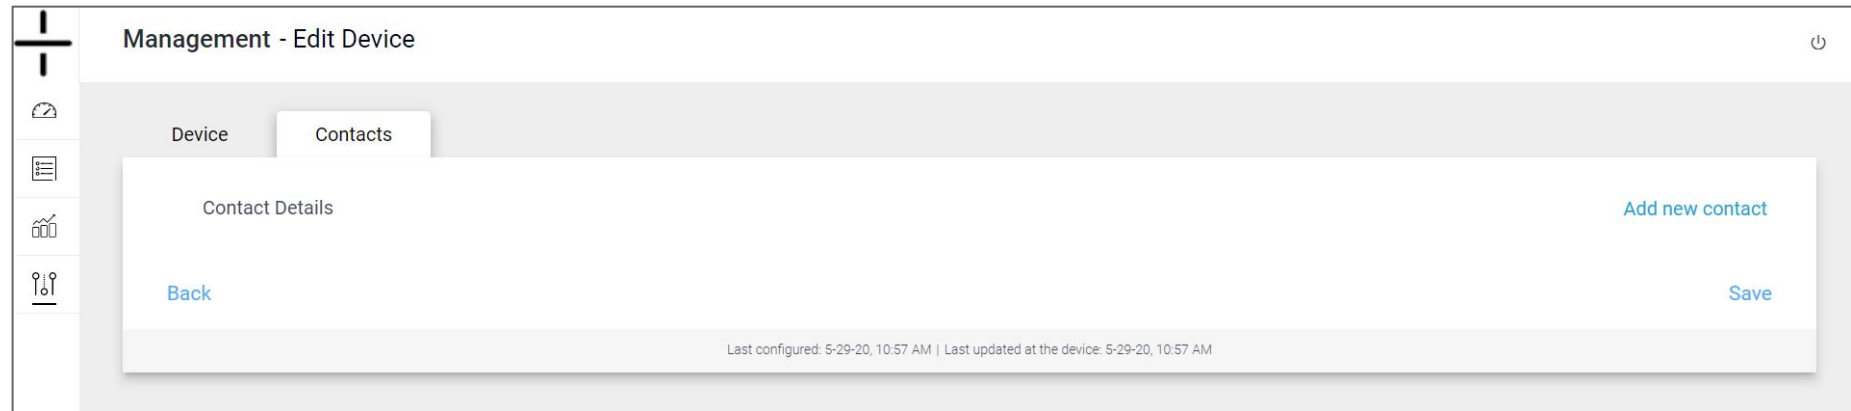 Management - Edit Device
Device Contacts
Contact Details Add new contact
Back Save
Last configured: 5-29-20, 10:57 AM | Last updated at the device: 5-29-20, 10:57 AM